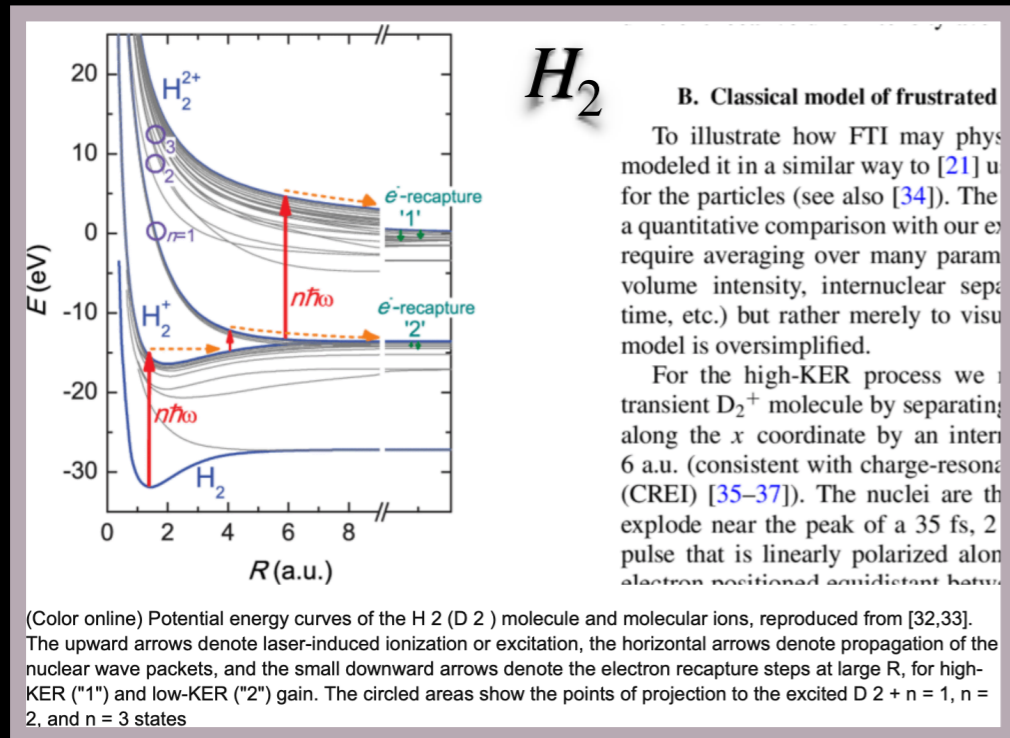 H2
B. Classical model of frustrated
To illustrate how FTI may phys
modeled it in a similar way to [21] u
for the particles (see also [34]). The
a quantitative comparison with our ex
require averaging over many param
volume intensity, internuclear sepa
time, etc.) but rather merely to visu
model is oversimplified.
For the high-KER process we
transient D2+ molecule by separating
along the x coordinate by an inter
6 a.u. (consistent with charge-resona
(CREI) [35–37]). The nuclei are th
explode near the peak of a 35 fs, 2
pulse that is linearly polarized alon
electron positioned equidistant betw
E (eV)
20
10
0
-10
-20
-30
H2 2+
3
2
n=1
H2+
H2
nħω
nħω
e-recapture
'1'
e-recapture
'2'
0 2 4 6 8
R (a.u.)
(Color online) Potential energy curves of the H 2 (D 2 ) molecule and molecular ions, reproduced from [32,33].
The upward arrows denote laser-induced ionization or excitation, the horizontal arrows denote propagation of the
nuclear wave packets, and the small downward arrows denote the electron recapture steps at large R, for high-
KER ("1") and low-KER ("2") gain. The circled areas show the points of projection to the excited D 2 + n = 1, n =
2, and n = 3 states